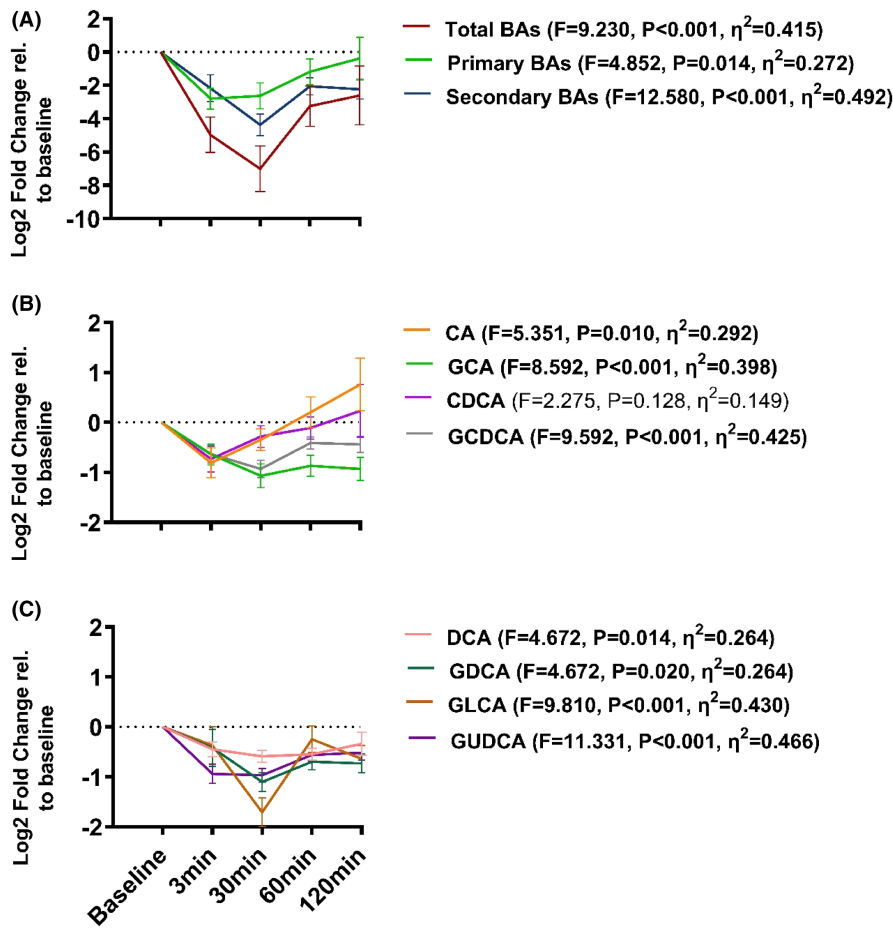 (A)
Log2 Fold Change rel.
to baseline
2
0
-2
-4
-6
-8
-10
Total BAs (F=9.230, P<0.001, η²=0.415)
Primary BAs (F=4.852, P=0.014, η²=0.272)
Secondary BAs (F=12.580, P<0.001, η²=0.492)
(B)
Log2 Fold Change rel.
to baseline
2
1
0
-1
-2
CA (F=5.351, P=0.010, η²=0.292)
GCA (F=8.592, P<0.001, η²=0.398)
CDCA (F=2.275, P=0.128, η²=0.149)
GCDCA (F=9.592, P<0.001, η²=0.425)
(C)
Log2 Fold Change rel.
to baseline
2
1
0
-1
-2
DCA (F=4.672, P=0.014, η²=0.264)
GDCA (F=4.672, P=0.020, η²=0.264)
GLCA (F=9.810, P<0.001, η²=0.430)
GUDCA (F=11.331, P<0.001, η²=0.466)
Baseline
3min
30min
60min
120min